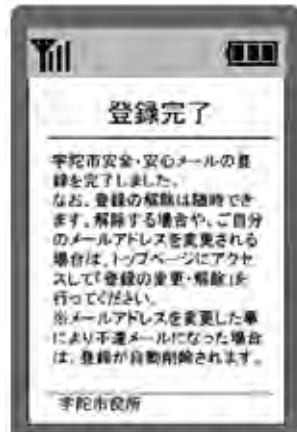 登録完了
宇陀市安全・安心メールの登
録を完了しました。
なお、登録の解除は随時でき
ます。解除する場合や、ご自分
のメールアドレスを変更される
場合は、トップページにアクセ
スして「登録の変更・解除」を
行ってください。
※メールアドレスを変更した事
により不達メールになった場合
は、登録が自動削除されます。
宇陀市役所